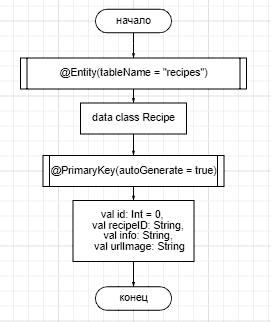 начало
@Entity(tableName = "recipes")
data class Recipe
@PrimaryKey(autoGenerate = true)
val id: Int = 0,
val recipeID: String,
val info: String,
val urlImage: String
конец